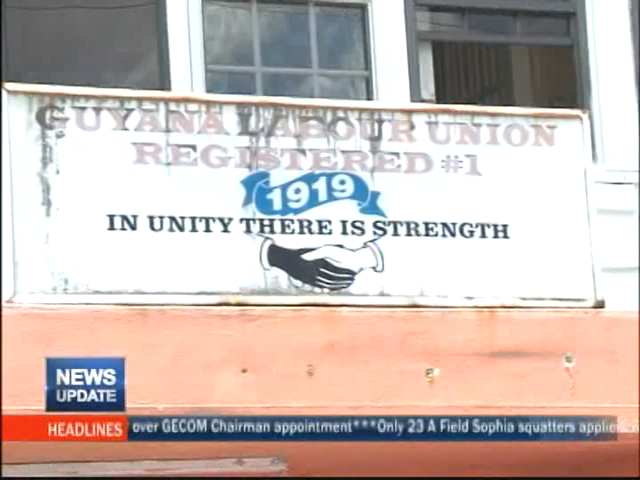 GUYANA LABOUR UNION
REGISTERED #1
1919
IN UNITY THERE IS STRENGTH
NEWS
UPDATE
HEADLINES over GECOM Chairman appointment***Only 23 A Field Sophia squatters applie